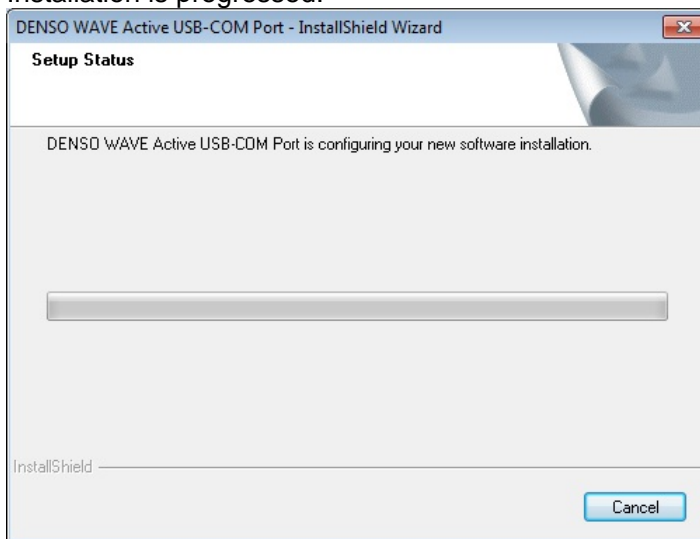 Installation is progressed.
DENSO WAVE Active USB-COM Port - InstallShield Wizard
Setup Status
DENSO WAVE Active USB-COM Port is configuring your new software installation.
InstallShield
Cancel